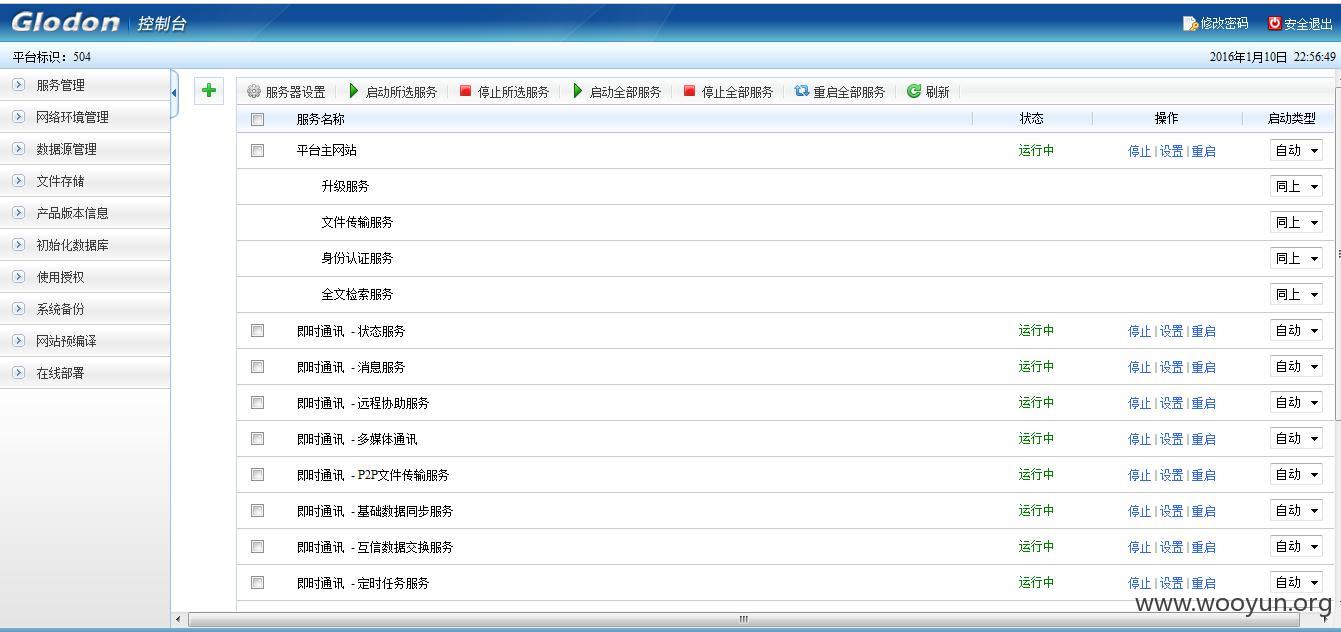 Glodon 控制台 修改密码 安全退出
平台标识：504 2016年1月10日 22:56:49
服务管理
网络环境管理
数据源管理
文件存储
产品版本信息
初始化数据库
使用授权
系统备份
网站预编译
在线部署
服务器设置 启动所选服务 停止所选服务 启动全部服务 停止全部服务 重启全部服务 刷新
服务名称 状态 操作 启动类型
平台主网站 运行中 停止|设置|重启 自动
升级服务 同上
文件传输服务 同上
身份认证服务 同上
全文检索服务 同上
即时通讯 -状态服务 运行中 停止|设置|重启 自动
即时通讯 -消息服务 运行中 停止|设置|重启 自动
即时通讯 -远程协助服务 运行中 停止|设置|重启 自动
即时通讯 -多媒体通讯 运行中 停止|设置|重启 自动
即时通讯 -P2P文件传输服务 运行中 停止|设置|重启 自动
即时通讯 -基础数据同步服务 运行中 停止|设置|重启 自动
即时通讯 -互信数据交换服务 运行中 停止|设置|重启 自动
即时通讯 -定时任务服务 运行中 停止|设置|重启 自动
www.wooyun.org